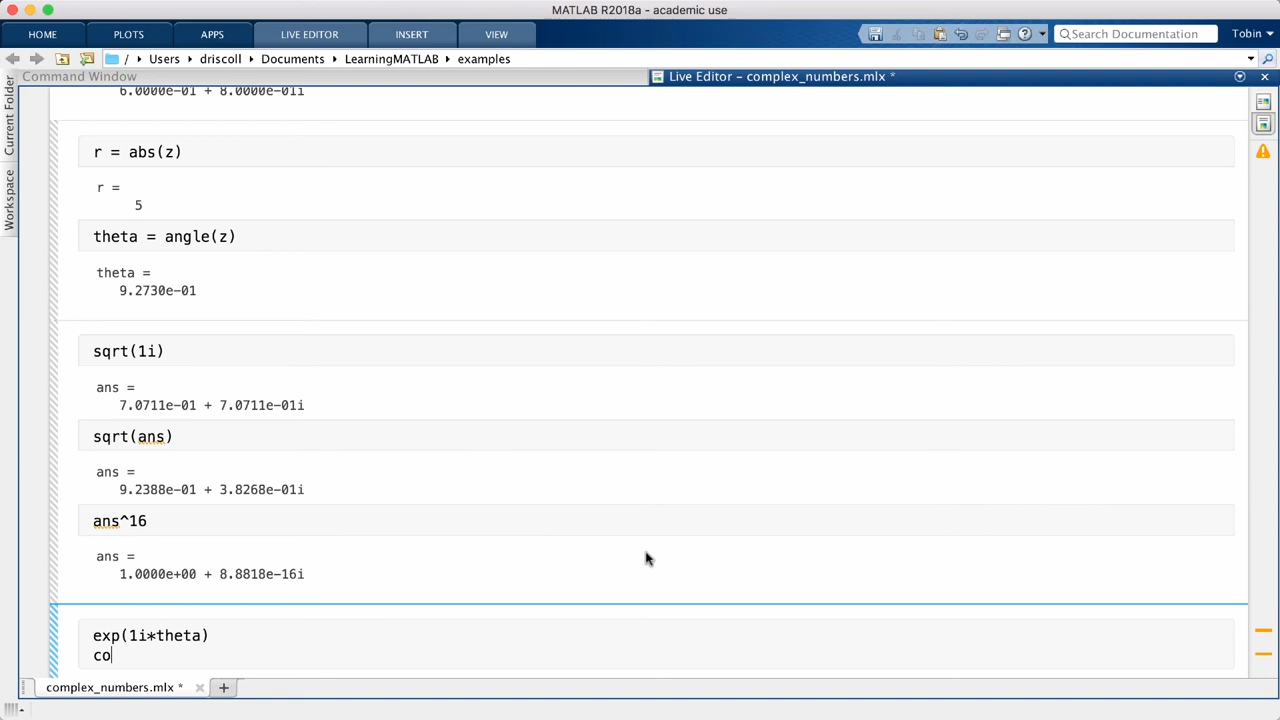 MATLAB R2018a - academic use
HOME PLOTS APPS LIVE EDITOR INSERT VIEW Search Documentation Tobin
/ Users driscoll Documents LearningMATLAB examples
Command Window
Live Editor – complex_numbers.mlx *
Current Folder
Workspace
6.0000e-01 + 8.0000e-01i
r = abs(z)
r =
5
theta = angle(z)
theta =
9.2730e-01
sqrt(1i)
ans =
7.0711e-01 + 7.0711e-01i
sqrt(ans)
ans =
9.2388e-01 + 3.8268e-01i
ans^16
ans =
1.0000e+00 + 8.8818e-16i
exp(1i*theta)
co
complex_numbers.mlx *